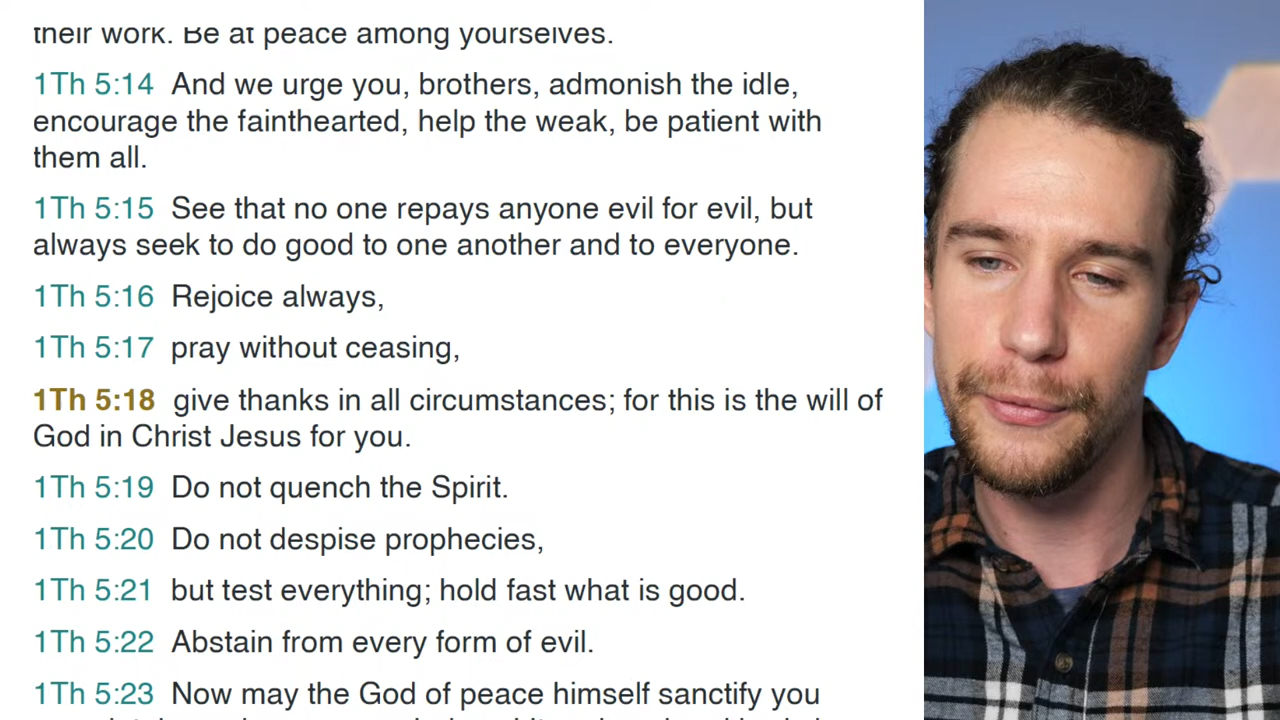 their work. Be at peace among yourselves.
1Th 5:14 And we urge you, brothers, admonish the idle,
encourage the fainthearted, help the weak, be patient with
them all.
1Th 5:15 See that no one repays anyone evil for evil, but
always seek to do good to one another and to everyone.
1Th 5:16 Rejoice always,
1Th 5:17 pray without ceasing,
1Th 5:18 give thanks in all circumstances; for this is the will of
God in Christ Jesus for you.
1Th 5:19 Do not quench the Spirit.
1Th 5:20 Do not despise prophecies,
1Th 5:21 but test everything; hold fast what is good.
1Th 5:22 Abstain from every form of evil.
1Th 5:23 Now may the God of peace himself sanctify you